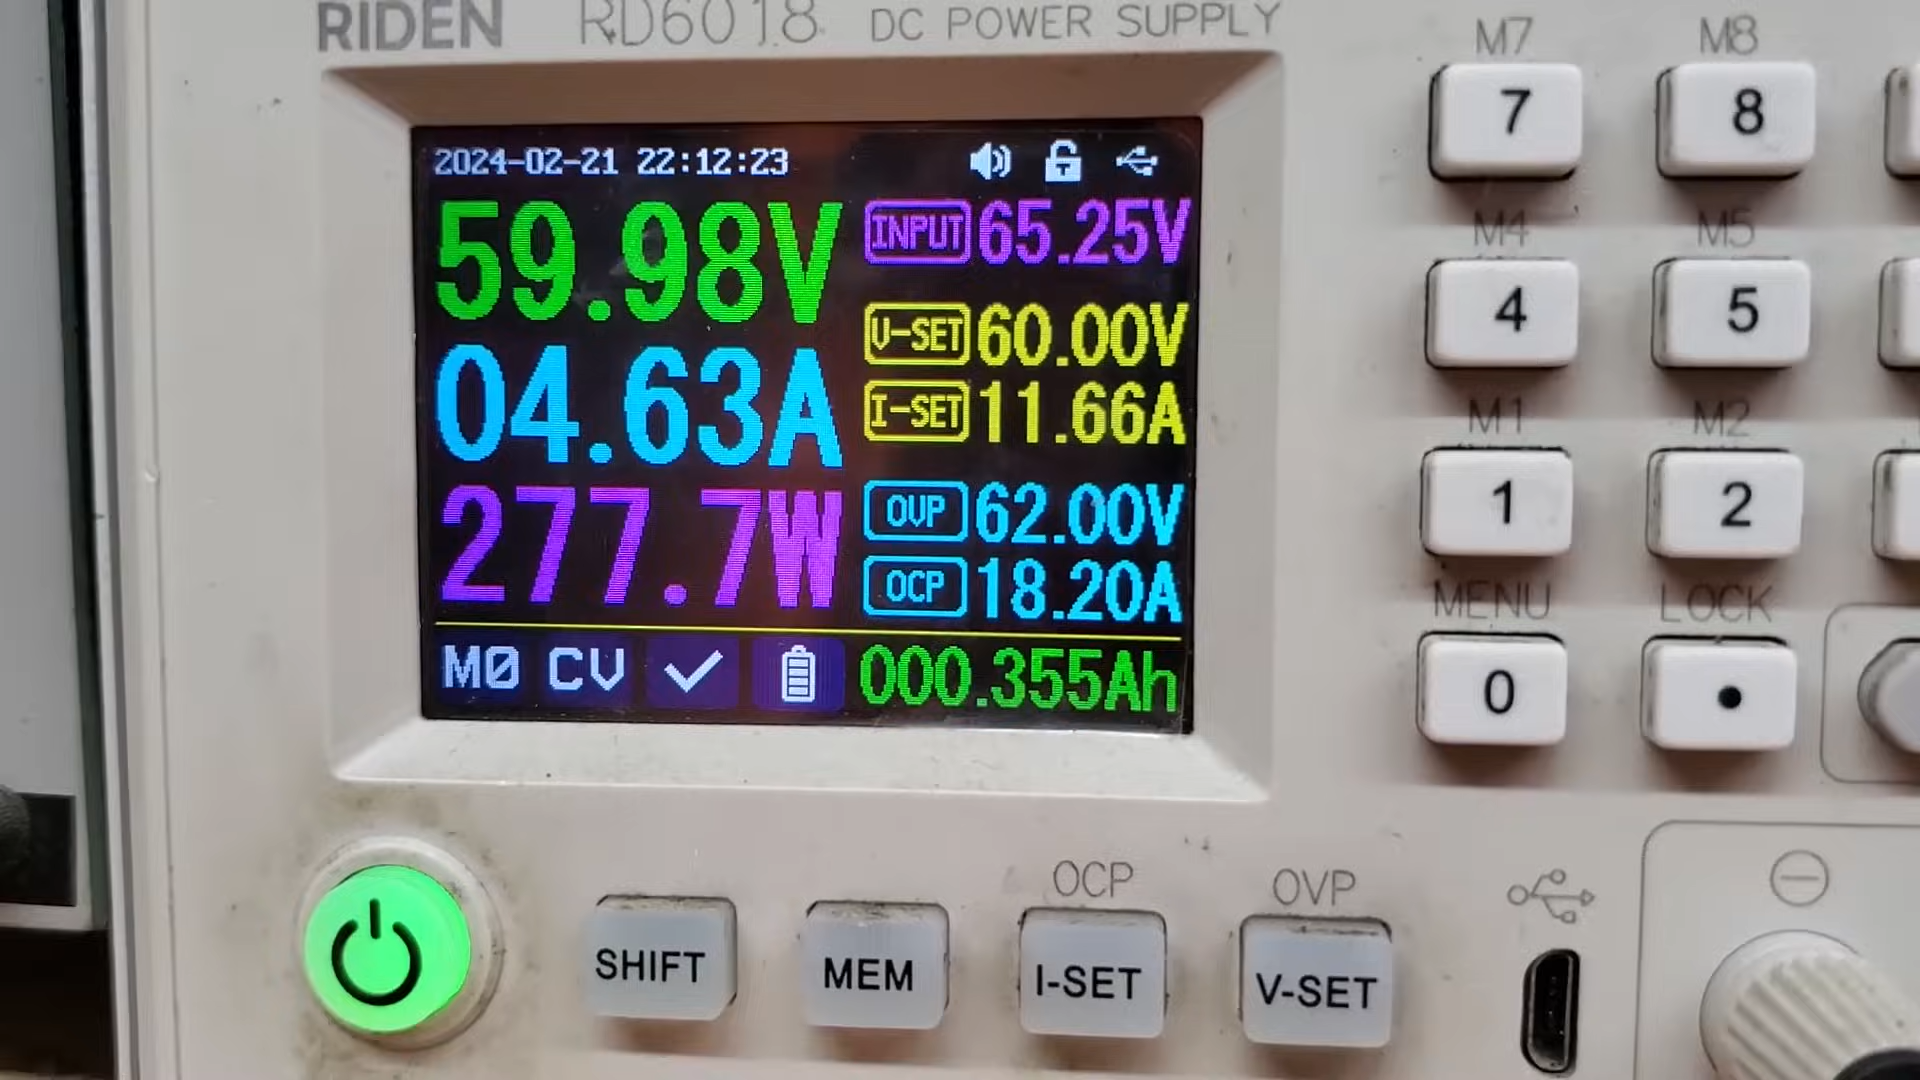 RIDEN RD6018 DC POWER SUPPLY
2024-02-21 22:12:23
59.98V
04.63A
277.7W
INPUT 65.25V
V-SET 60.00V
I-SET 11.66A
OVP 62.00V
OCP 18.20A
M0 CV 000.355Ah
M7 M8
7 8
M4 M5
4 5
M1 M2
1 2
MENU LOCK
0 •
OCP OVP
SHIFT MEM I-SET V-SET